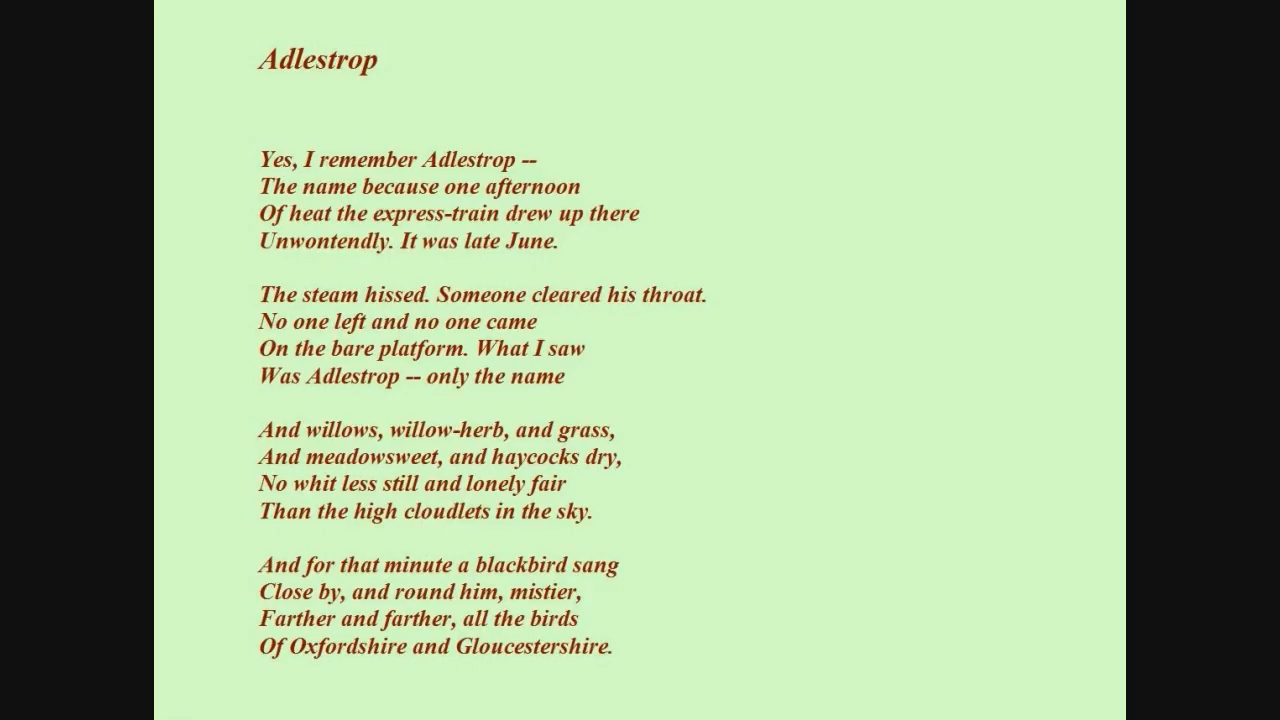 Adlestrop
Yes, I remember Adlestrop --
The name because one afternoon
Of heat the express-train drew up there
Unwontendly. It was late June.
The steam hissed. Someone cleared his throat.
No one left and no one came
On the bare platform. What I saw
Was Adlestrop -- only the name
And willows, willow-herb, and grass,
And meadowsweet, and haycocks dry,
No whit less still and lonely fair
Than the high cloudlets in the sky.
And for that minute a blackbird sang
Close by, and round him, mistier,
Farther and farther, all the birds
Of Oxfordshire and Gloucestershire.